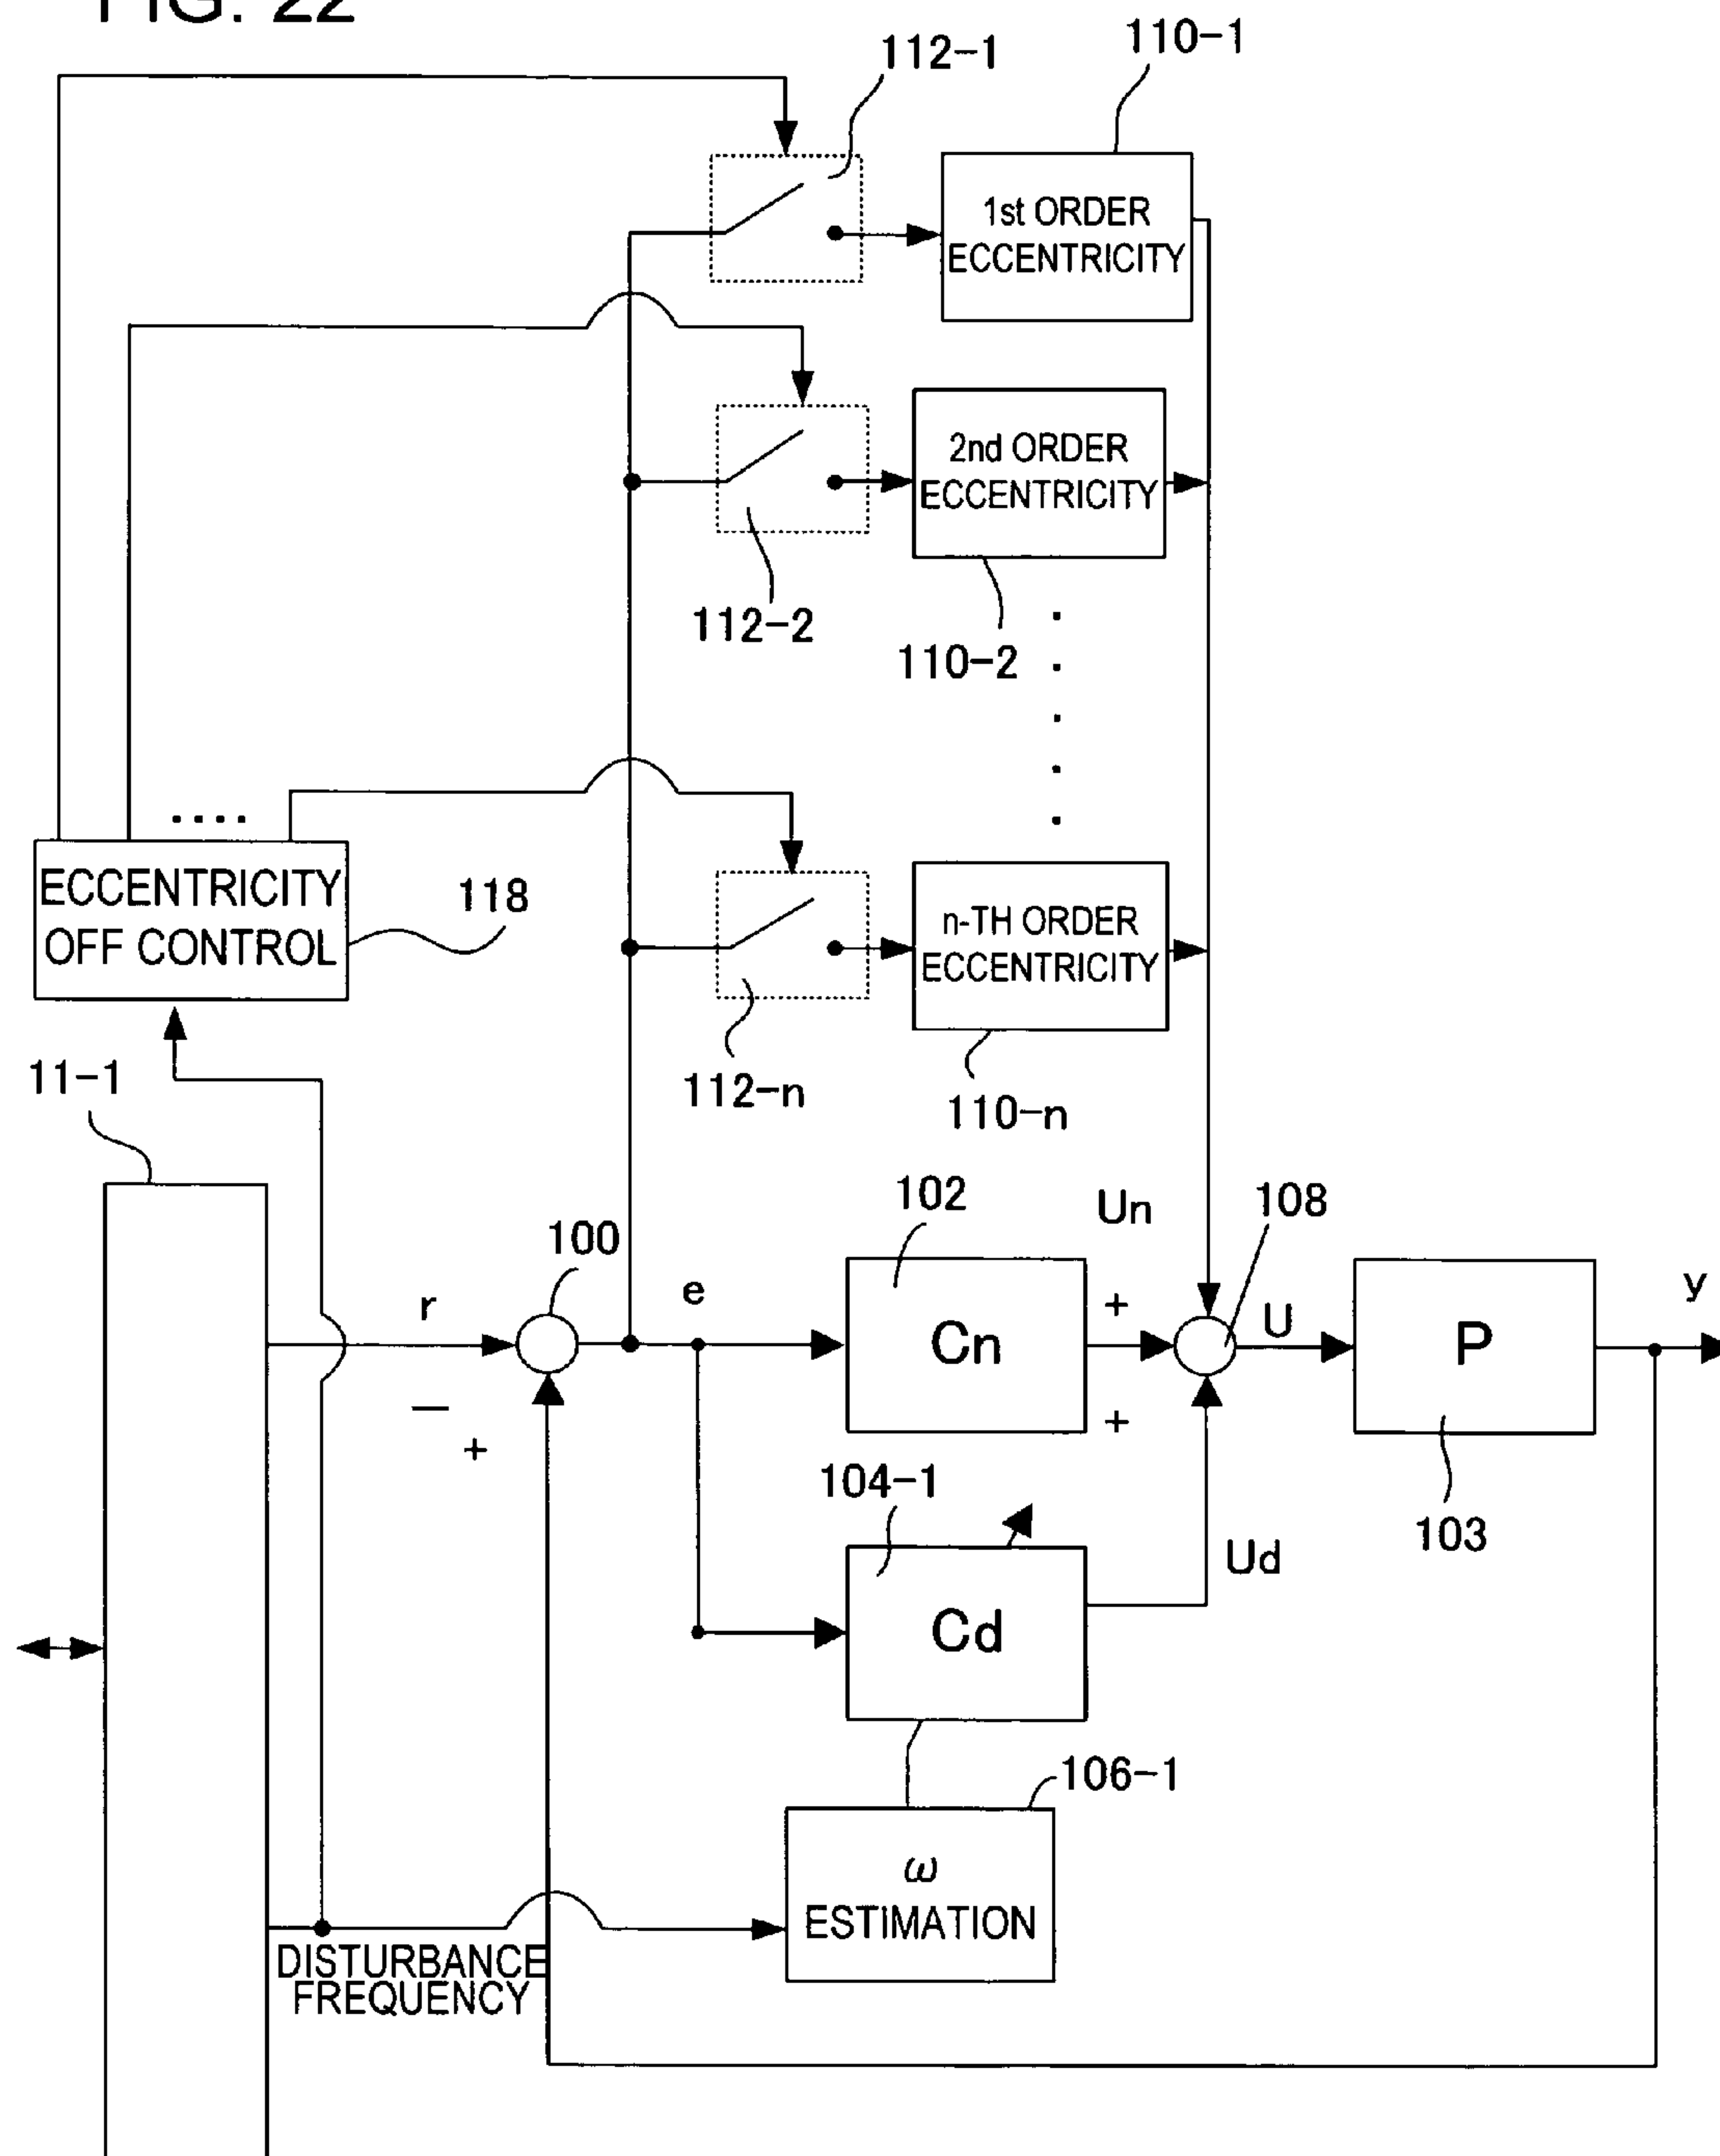 FIG. 22
112-1
110-1
1st ORDER
ECCENTRICITY
2nd ORDER
ECCENTRICITY
112-2
110-2
ECCENTRICITY
OFF CONTROL
118
n-TH ORDER
ECCENTRICITY
11-1
112-n
110-n
102
Un
108
100
r
e
Cn
+
U
P
y
−
+
+
104-1
103
Ud
Cd
106-1
ω
ESTIMATION
DISTURBANCE
FREQUENCY